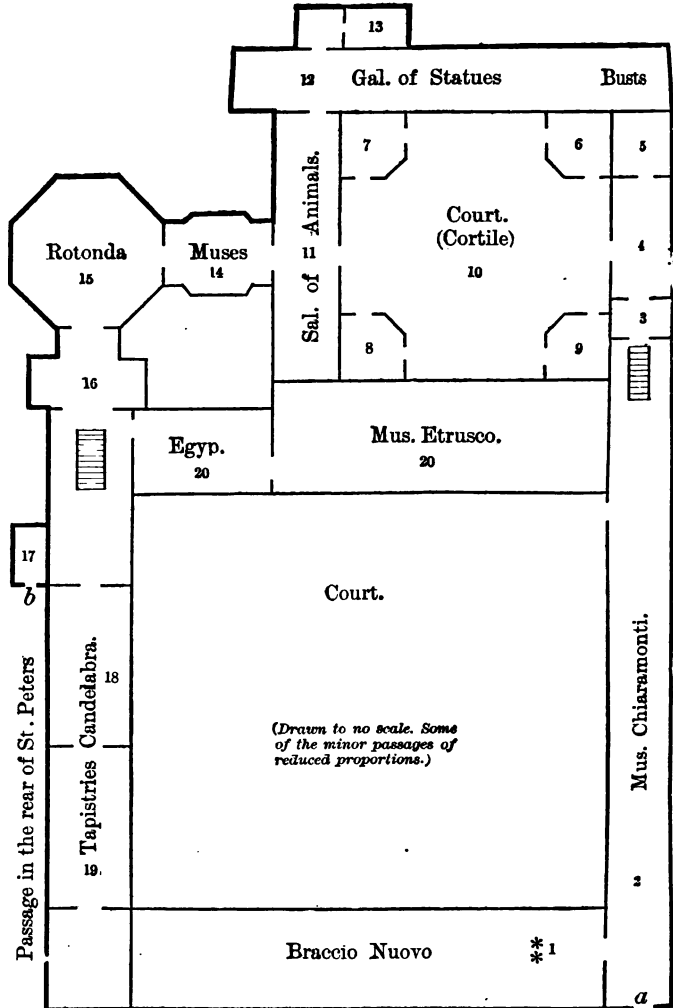 13
12 Gal. of Statues Busts
7
6
5
Sal. of Animals.
11
Court.
(Cortile)
10
4
Rotonda
15
Muses
14
3
8
9
16
Egyp.
20
Mus. Etrusco.
20
17
b
Court.
18
Candelabra.
Tapistries
19
Passage in the rear of St. Peters
(Drawn to no scale. Some
of the minor passages of
reduced proportions.)
Mus. Chiaramonti.
2
Braccio Nuovo
** 1
a